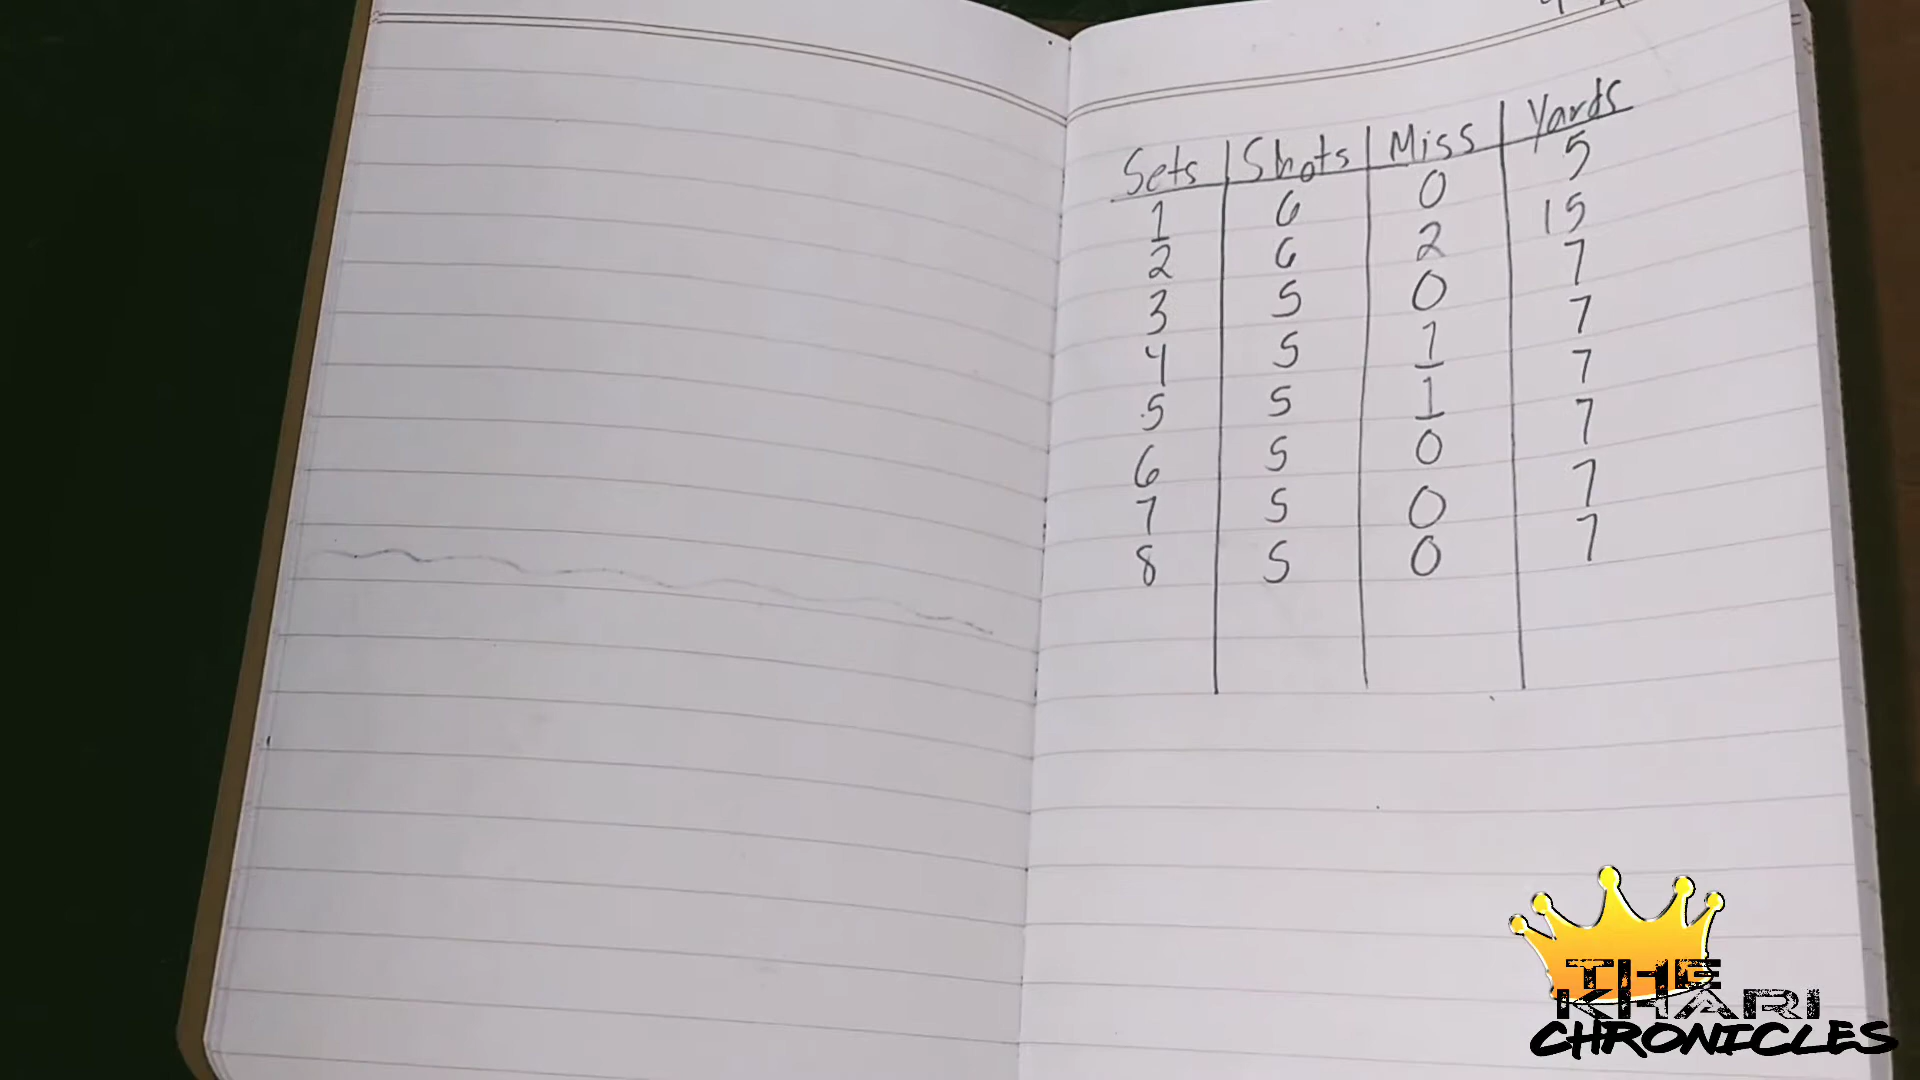 Sets Shots Miss Yards
1 6 0 5
2 6 2 15
3 5 0 7
4 5 1 7
5 5 1 7
6 5 0 7
7 5 0 7
8 5 0 7
THE
KHARI
CHRONICLES